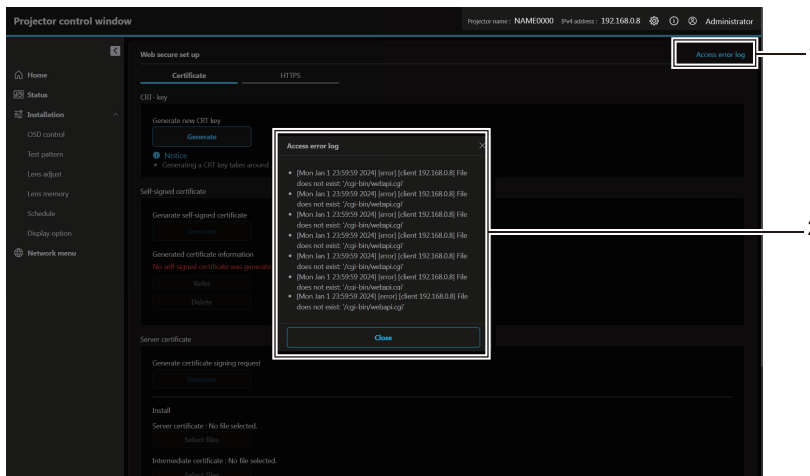 Projector control window
Projector name : NAME0000 IPv4 address : 192.168.0.8 Administrator
Web secure set up
Access error log
Home
Status
Installation
OSD control
Test pattern
Lens adjust
Lens memory
Schedule
Display option
Network menu
Certificate
HTTPS
CRT- key
Generate new CRT key
Generate
Notice
• Generating a CRT key takes around
Self-signed certificate
Genarate self-signed certificate
Generate
Generated certificate information
No self-signed certificate was generate
Refer
Delete
Server certificate
Generate certificate signing request
Generate
Install
Server certificate : No file selected.
Select files
Intermediate certificate : No file selected.
Select files
Access error log
• [Mon Jan 1 23:59:59 2024] [error] [client 192.168.0.8] File
does not exist: '/cgi-bin/webapi.cgi'
• [Mon Jan 1 23:59:59 2024] [error] [client 192.168.0.8] File
does not exist: '/cgi-bin/webapi.cgi'
• [Mon Jan 1 23:59:59 2024] [error] [client 192.168.0.8] File
does not exist: '/cgi-bin/webapi.cgi'
• [Mon Jan 1 23:59:59 2024] [error] [client 192.168.0.8] File
does not exist: '/cgi-bin/webapi.cgi'
• [Mon Jan 1 23:59:59 2024] [error] [client 192.168.0.8] File
does not exist: '/cgi-bin/webapi.cgi'
• [Mon Jan 1 23:59:59 2024] [error] [client 192.168.0.8] File
does not exist: '/cgi-bin/webapi.cgi'
• [Mon Jan 1 23:59:59 2024] [error] [client 192.168.0.8] File
does not exist: '/cgi-bin/webapi.cgi'
Close